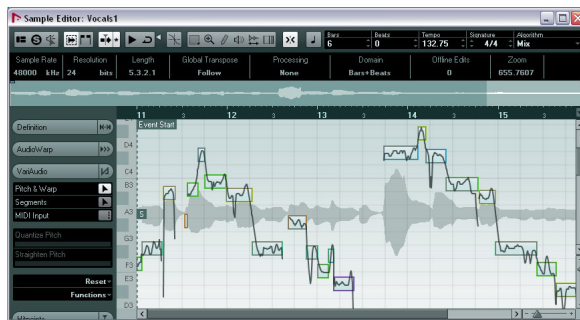 Sample Editor: Vocals1
Bars Beats Tempo Signature Algorithm
6 0 132.75 4/4 Mix
Sample Rate Resolution Length Global Transpose Processing Domain Offline Edits Zoom
48000 kHz 24 bits 5.3.2.1 Follow None Bars+Beats 0 655.7607
11 3 12 3 13 3 14 3 15 3
Event Start
Definition
AudioWarp
VariAudio
Pitch & Warp
Segments
MIDI Input
Quantize Pitch
Straighten Pitch
Reset
Functions
Hitpoints
D4
C4
B3
A3
G3
F3
E3
D3
S